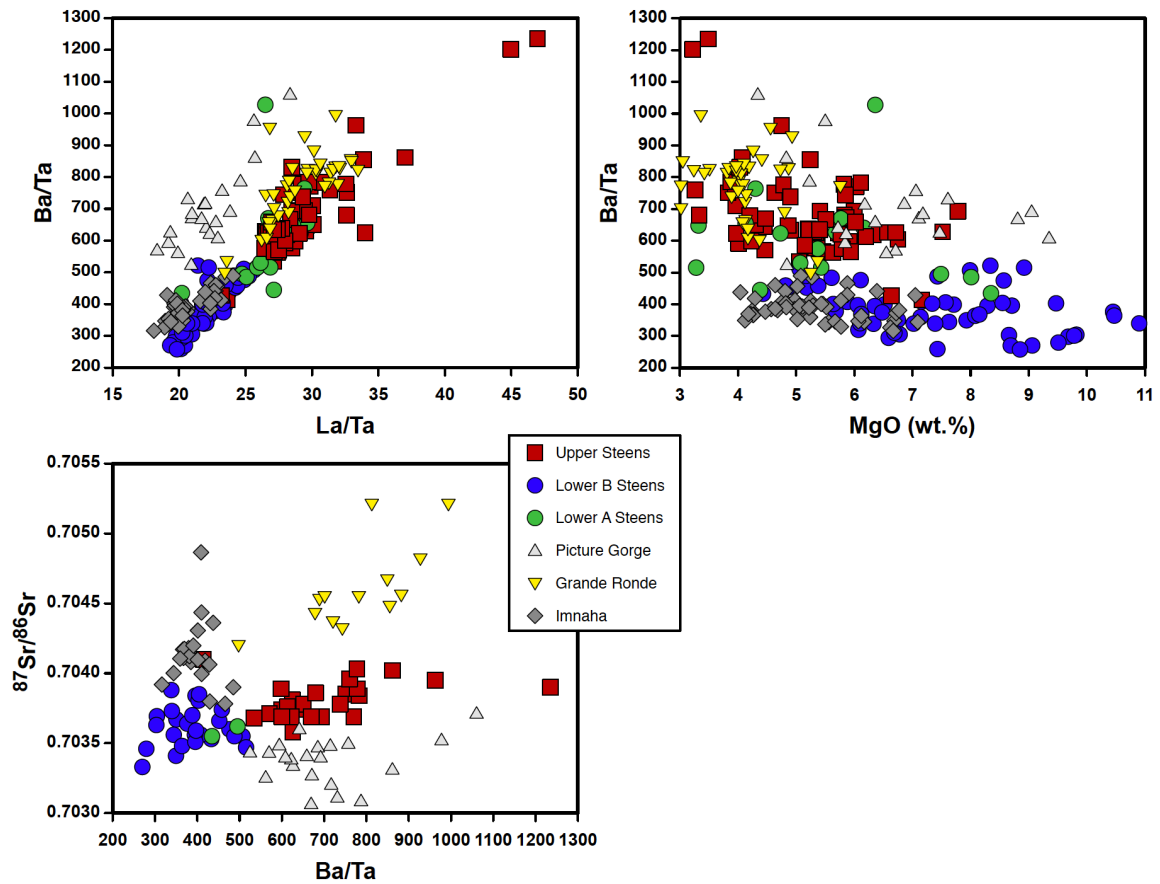 1300
1200
1100
1000
900
800
700
600
500
400
300
200
Ba/Ta
15 20 25 30 35 40 45 50
La/Ta
1300
1200
1100
1000
900
800
700
600
500
400
300
200
Ba/Ta
3 4 5 6 7 8 9 10 11
MgO (wt.%)
Upper Steens
Lower B Steens
Lower A Steens
Picture Gorge
Grande Ronde
Imnaha
0.7055
0.7050
0.7045
0.7040
0.7035
0.7030
87Sr/86Sr
200 300 400 500 600 700 800 900 1000 1100 1200 1300
Ba/Ta